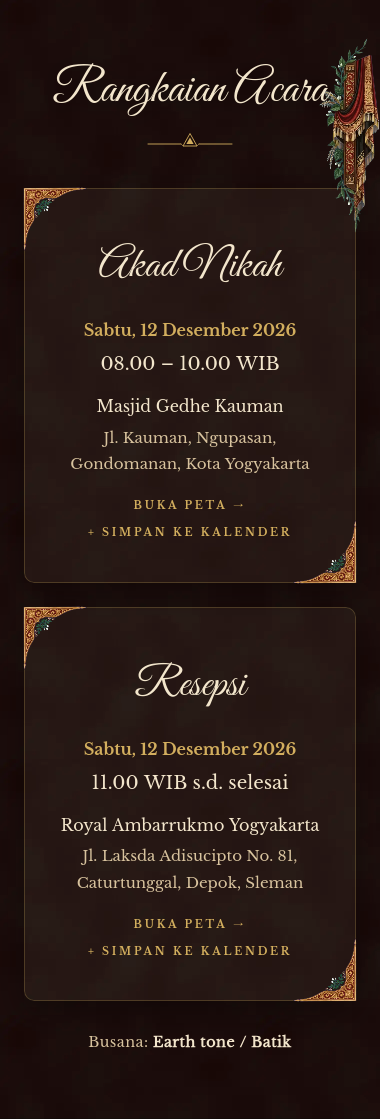 Rangkaian Acara
Akad Nikah
Sabtu, 12 Desember 2026
08.00 – 10.00 WIB
Masjid Gedhe Kauman
Jl. Kauman, Ngupasan,
Gondomanan, Kota Yogyakarta
BUKA PETA →
+ SIMPAN KE KALENDER
Resepsi
Sabtu, 12 Desember 2026
11.00 WIB s.d. selesai
Royal Ambarrukmo Yogyakarta
Jl. Laksda Adisucipto No. 81,
Caturtunggal, Depok, Sleman
BUKA PETA →
+ SIMPAN KE KALENDER
Busana: Earth tone / Batik